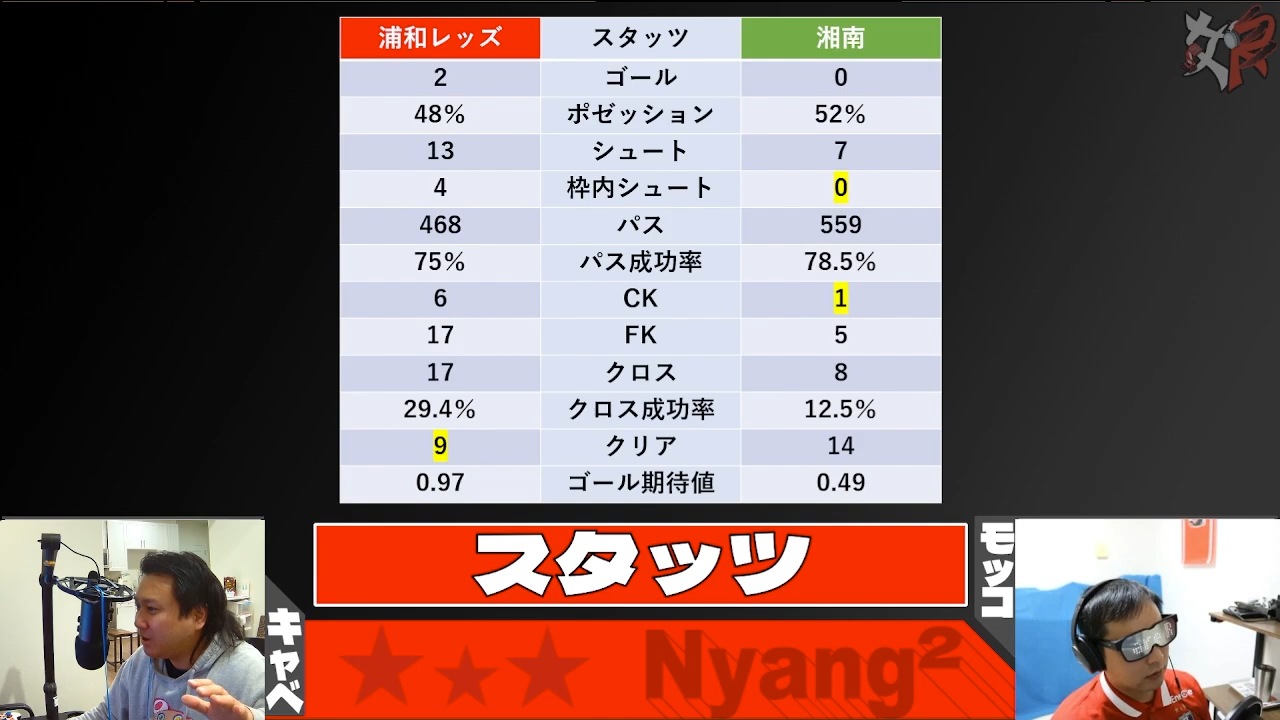 浦和レッズ スタッツ 湘南
2 ゴール 0
48% ポゼッション 52%
13 シュート 7
4 枠内シュート 0
468 パス 559
75% パス成功率 78.5%
6 CK 1
17 FK 5
17 クロス 8
29.4% クロス成功率 12.5%
9 クリア 14
0.97 ゴール期待値 0.49
スタッツ
キャベ
モッコ
Nyang²